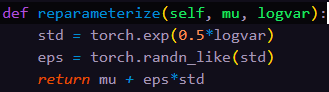 def reparameterize(self, mu, logvar):
    std = torch.exp(0.5*logvar)
    eps = torch.randn_like(std)
    return mu + eps*std